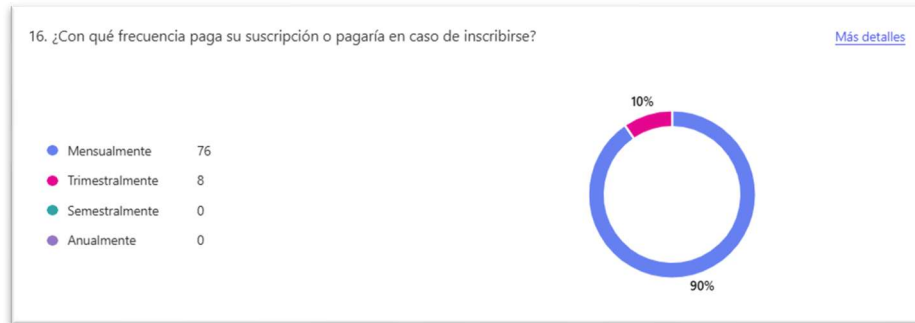 16. ¿Con qué frecuencia paga su suscripción o pagaría en caso de inscribirse?
Más detalles
Mensualmente 76
Trimestralmente 8
Semestralmente 0
Anualmente 0
10%
90%